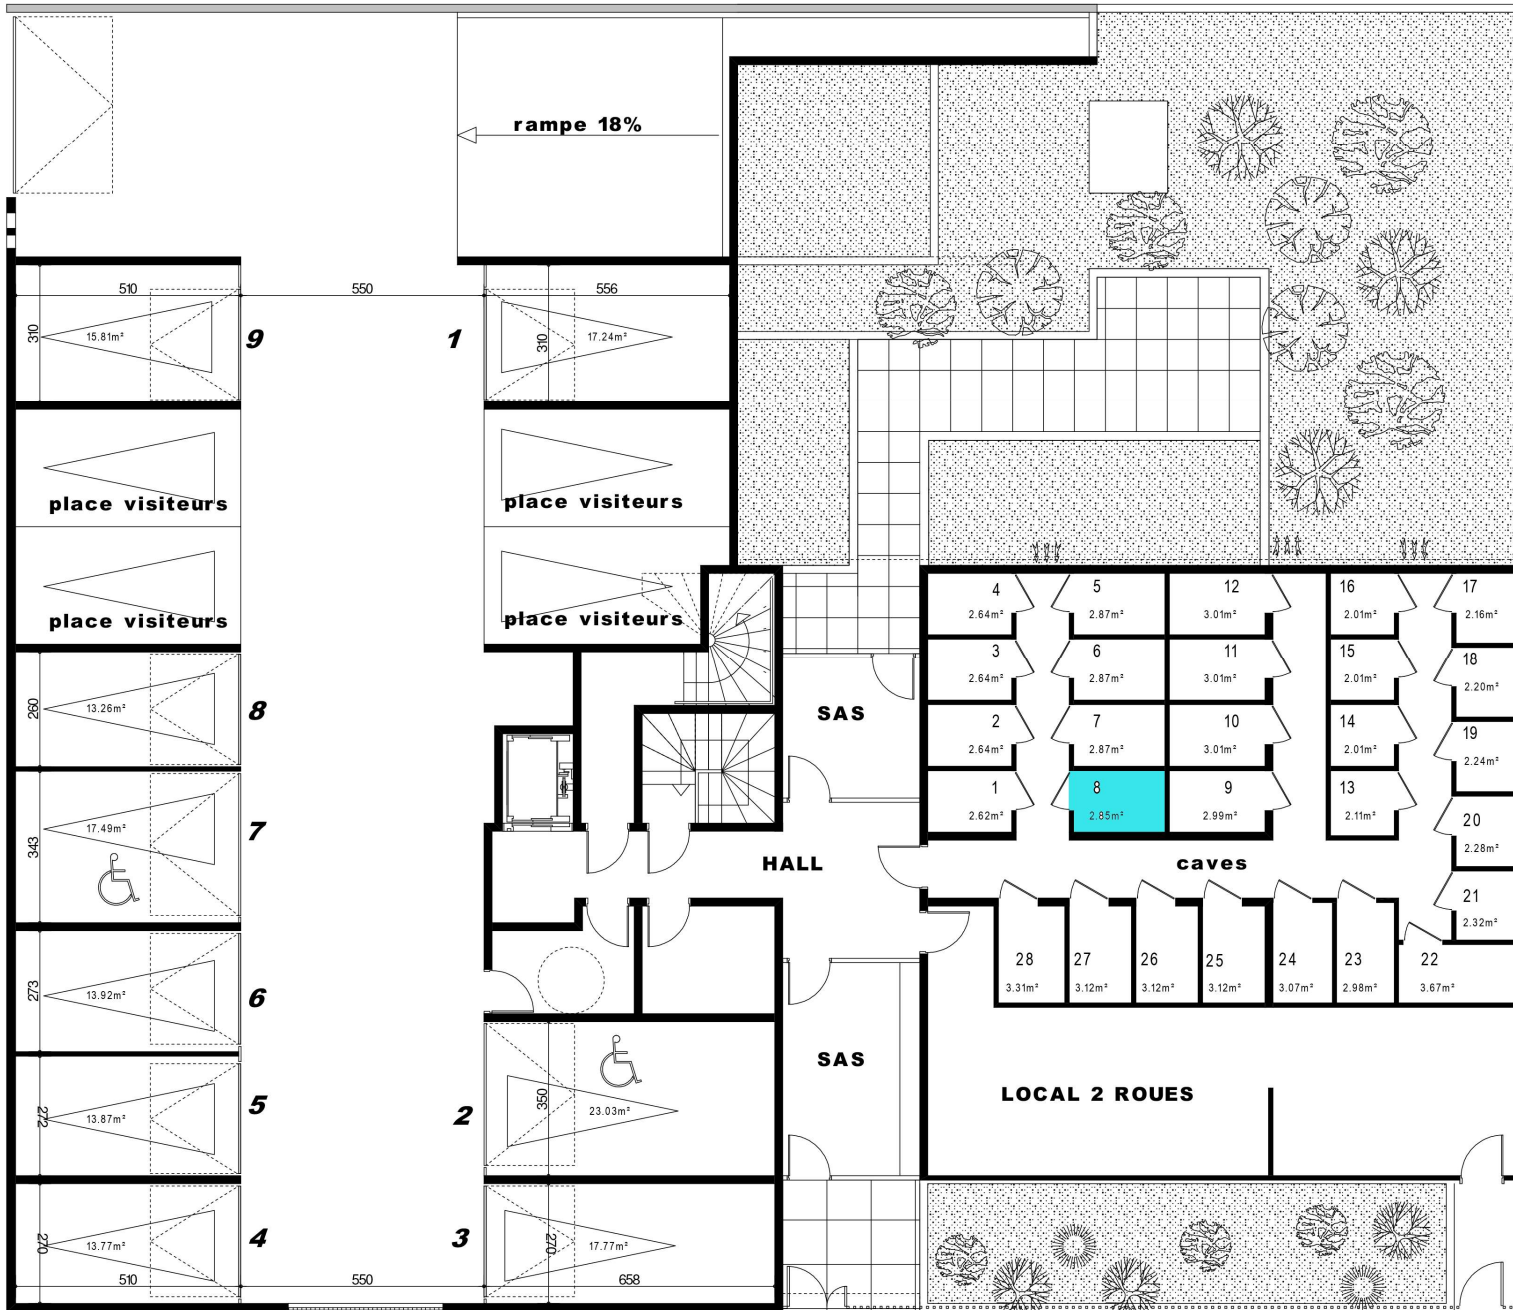 rampe 18%
510
550
556
310
15.81m²
9
1
310
17.24m²
place visiteurs
place visiteurs
place visiteurs
place visiteurs
260
13.26m²
8
343
17.49m²
7
273
13.92m²
6
272
13.87m²
5
2
350
23.03m²
270
13.77m²
4
3
270
17.77m²
510
550
658
SAS
HALL
SAS
4
2.64m²
5
2.87m²
12
3.01m²
16
2.01m²
17
2.16m²
3
2.64m²
6
2.87m²
11
3.01m²
15
2.01m²
18
2.20m²
2
2.64m²
7
2.87m²
10
3.01m²
14
2.01m²
19
2.24m²
1
2.62m²
8
2.85m²
9
2.99m²
13
2.11m²
20
2.28m²
caves
21
2.32m²
28
3.31m²
27
3.12m²
26
3.12m²
25
3.12m²
24
3.07m²
23
2.98m²
22
3.67m²
LOCAL 2 ROUES